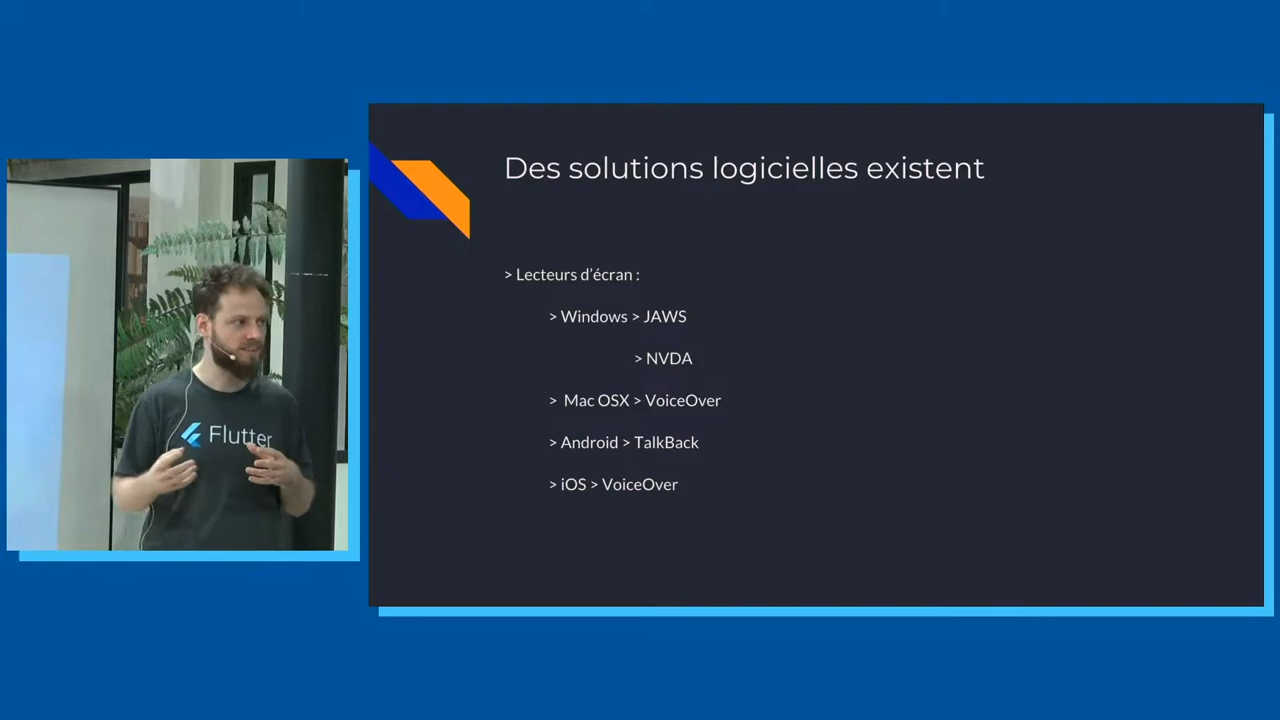 Des solutions logicielles existent
> Lecteurs d'écran :
> Windows > JAWS
> NVDA
> Mac OSX > VoiceOver
> Android > TalkBack
> iOS > VoiceOver
Flutter